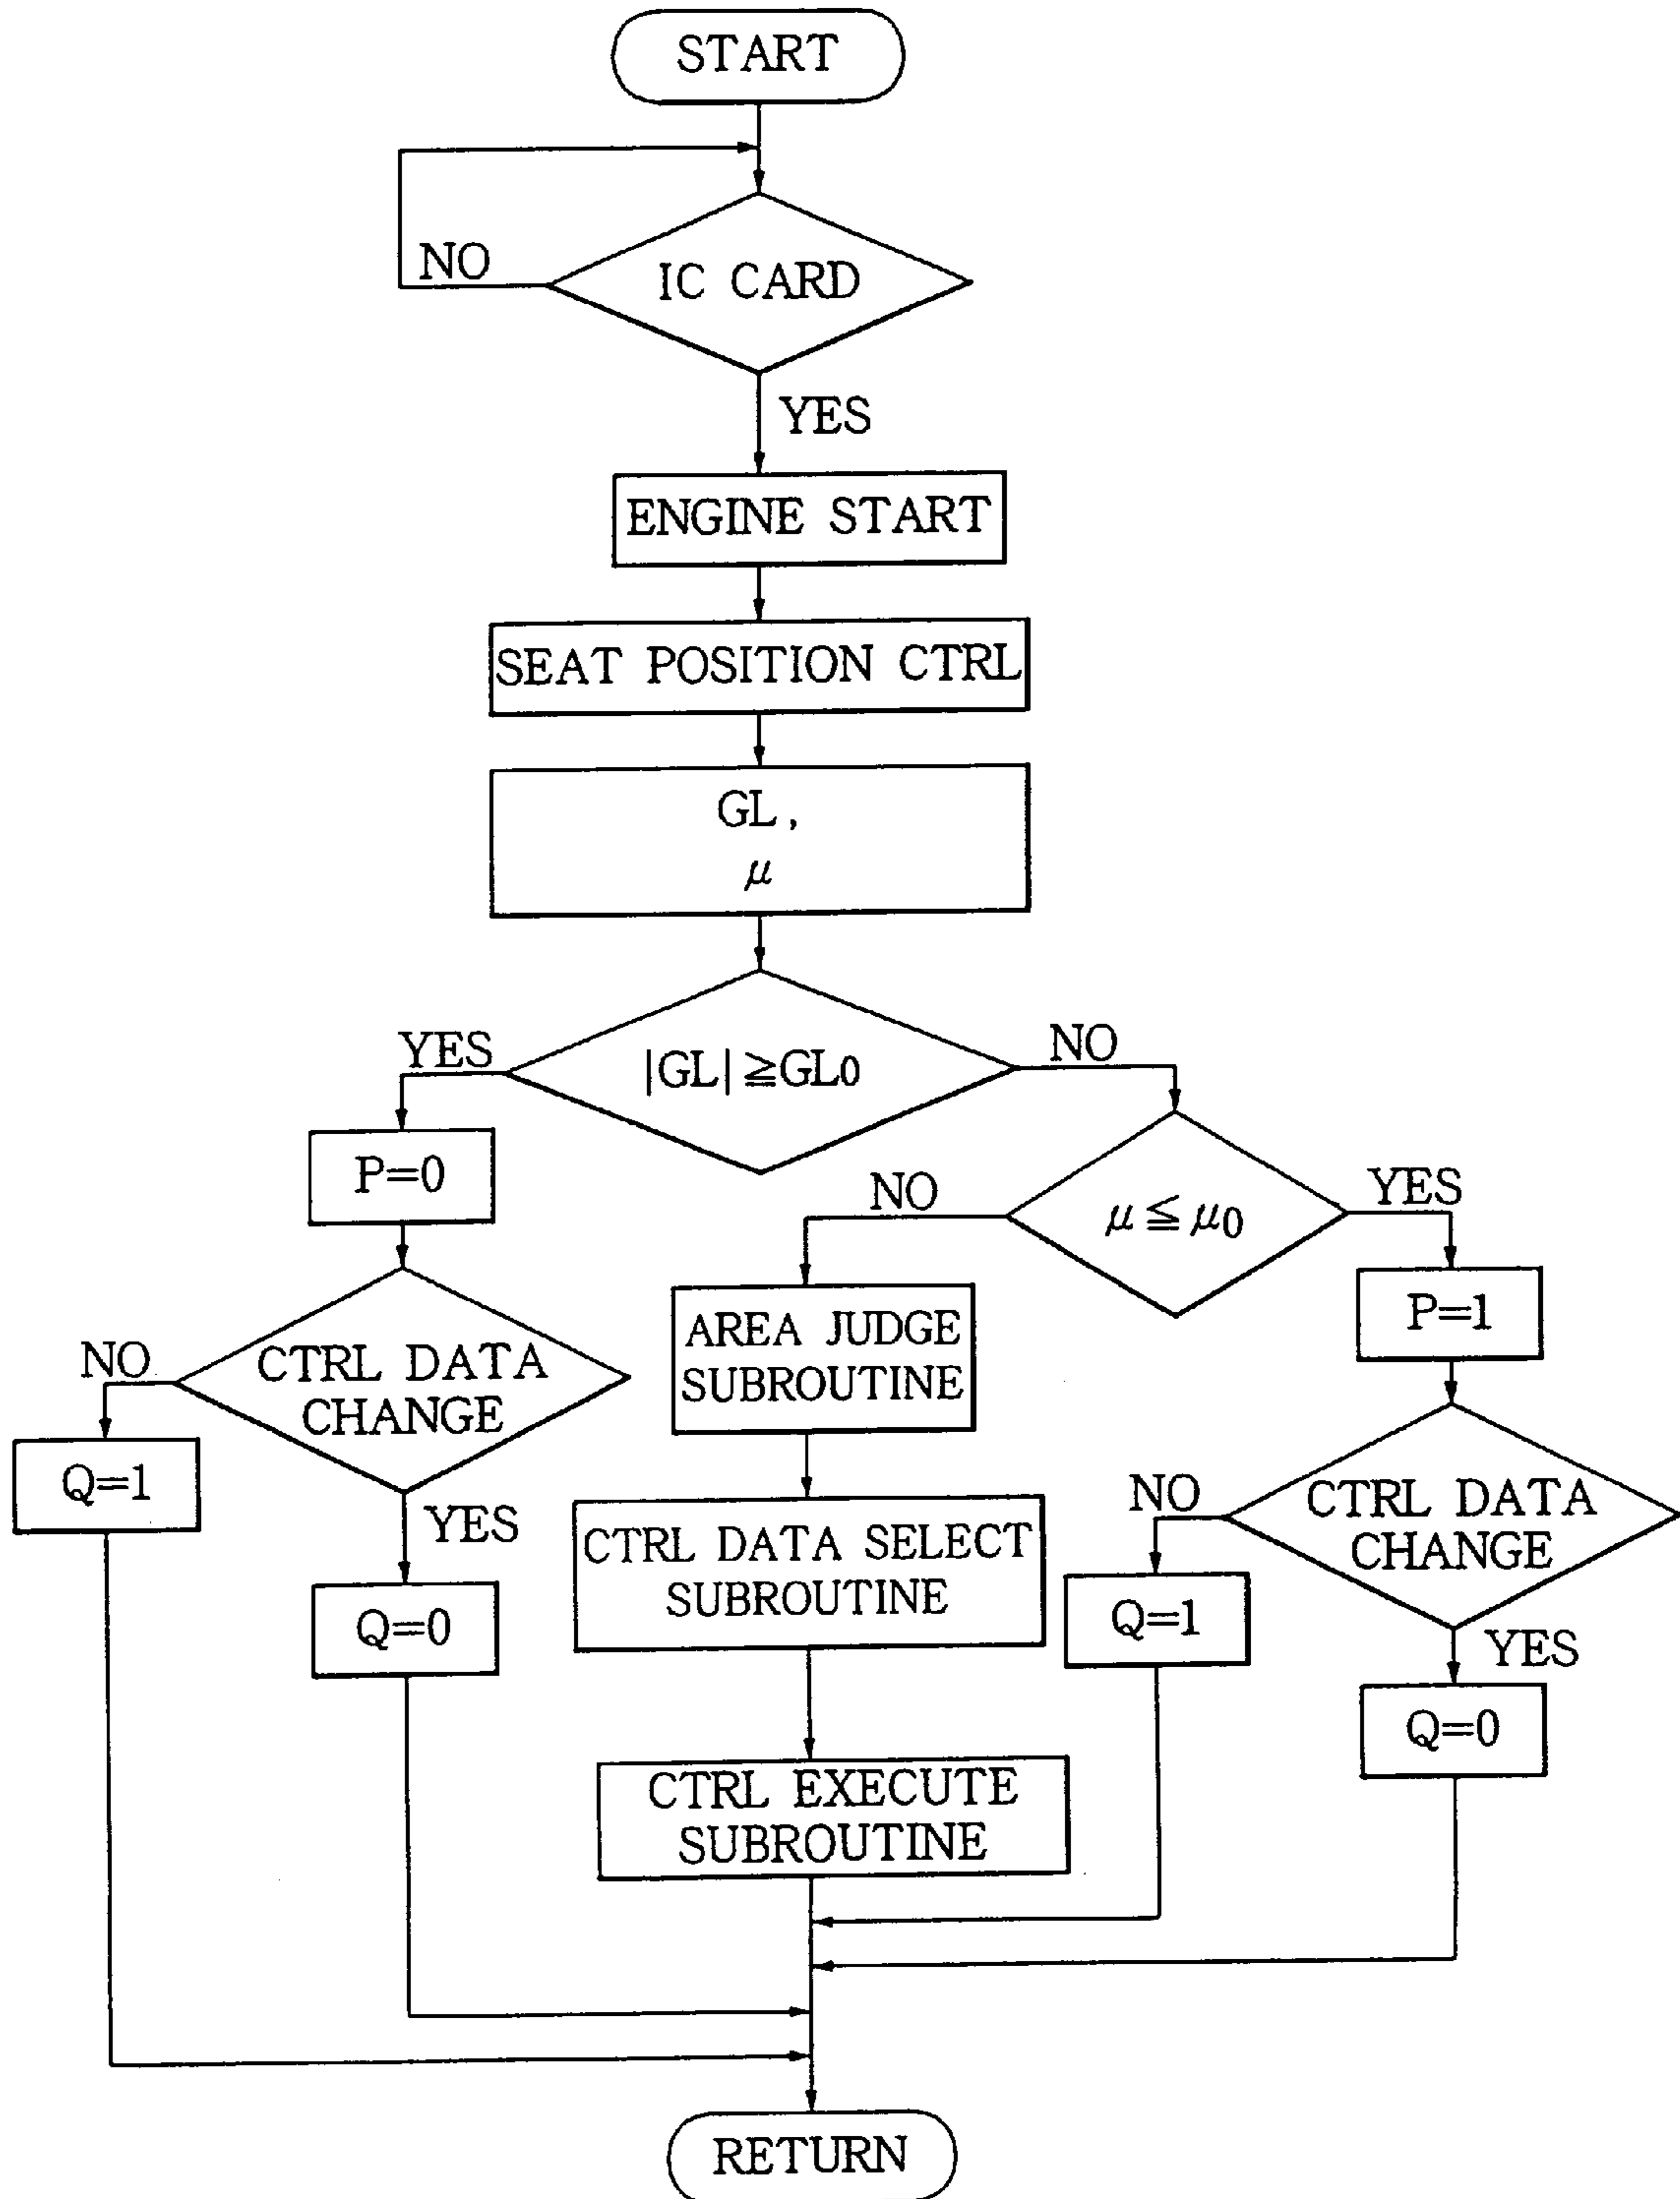 START
NO
IC CARD
YES
ENGINE START
SEAT POSITION CTRL
GL,
μ
YES
|GL|≧GL0
NO
P=0
NO
μ≦μ0
YES
P=1
NO
CTRL DATA
CHANGE
AREA JUDGE
SUBROUTINE
Q=1
YES
Q=0
CTRL DATA SELECT
SUBROUTINE
NO
CTRL DATA
CHANGE
Q=1
YES
Q=0
CTRL EXECUTE
SUBROUTINE
RETURN